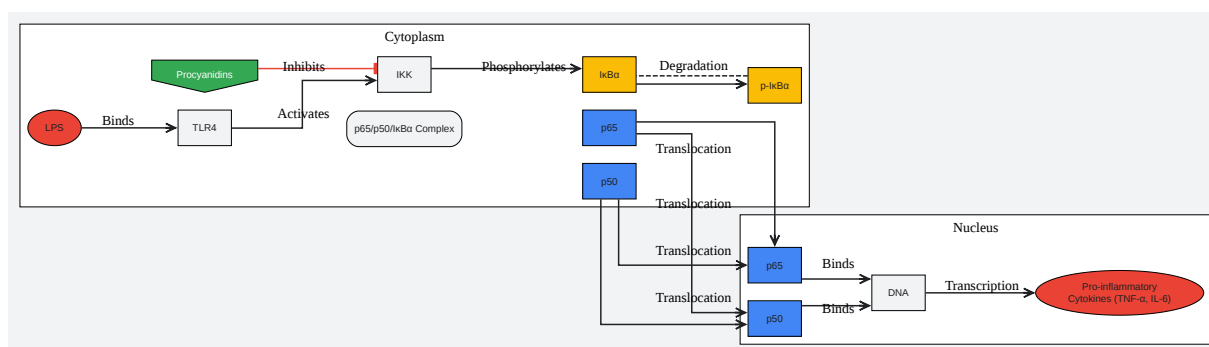 Cytoplasm
Procyanidins
Inhibits
IKK
Phosphorylates
IκBα
Degradation
p-IκBα
LPS
Binds
TLR4
Activates
p65/p50/IκBα Complex
p65
Translocation
p50
Translocation
Nucleus
Translocation
p65
Binds
DNA
Transcription
Pro-inflammatory
Cytokines (TNF-α, IL-6)
Translocation
p50
Binds